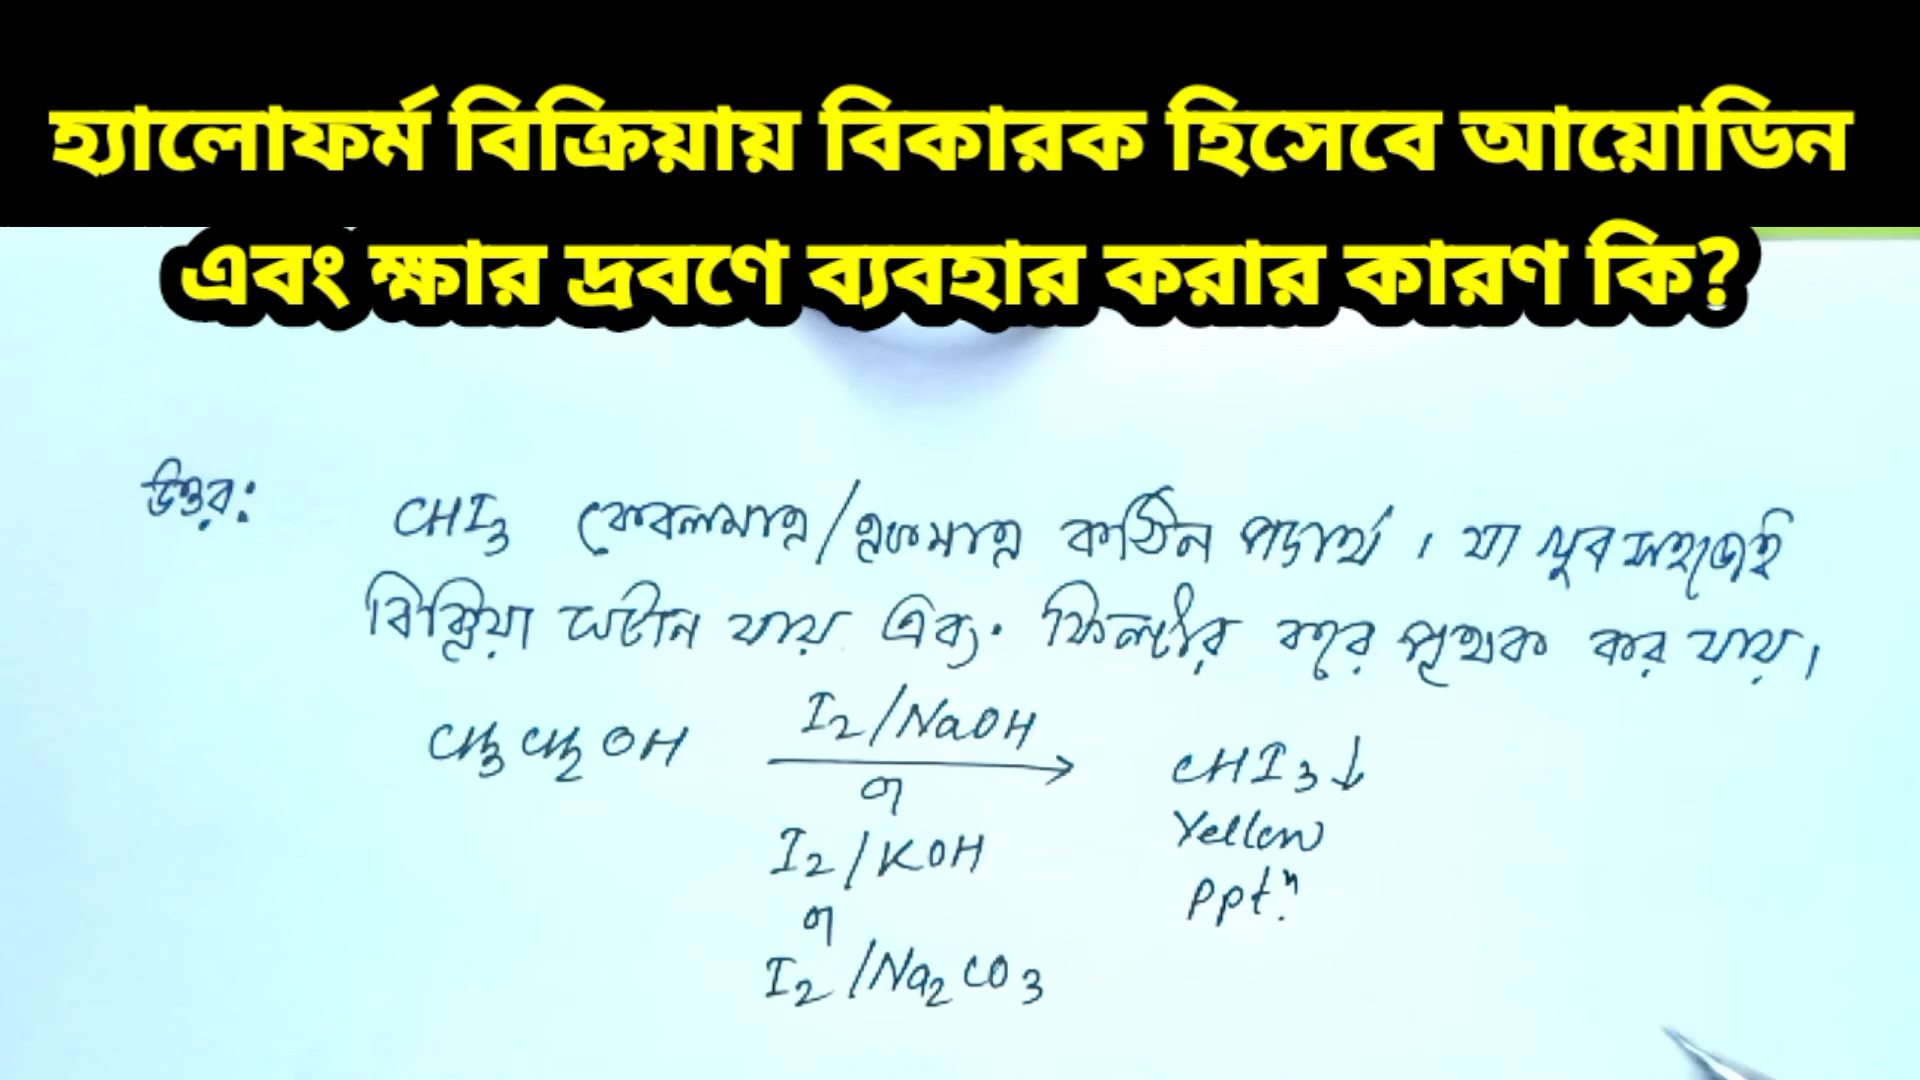 হ্যালোফর্ম বিক্রিয়ায় বিকারক হিসেবে আয়োডিন
এবং ক্ষার দ্রবণে ব্যবহার করার কারণ কি?
উত্তর: CHI3 কেবলমাত্র/একমাত্র কঠিন পদার্থ। যা খুব সহজেই
বিক্রিয়া ঘটান যায় এবং ফিল্টার করে পৃথক করা যায়।
CH3CH2OH I2/NaOH CHI3↓
বা Yellow
I2/KOH pptn.
বা
I2/Na2CO3